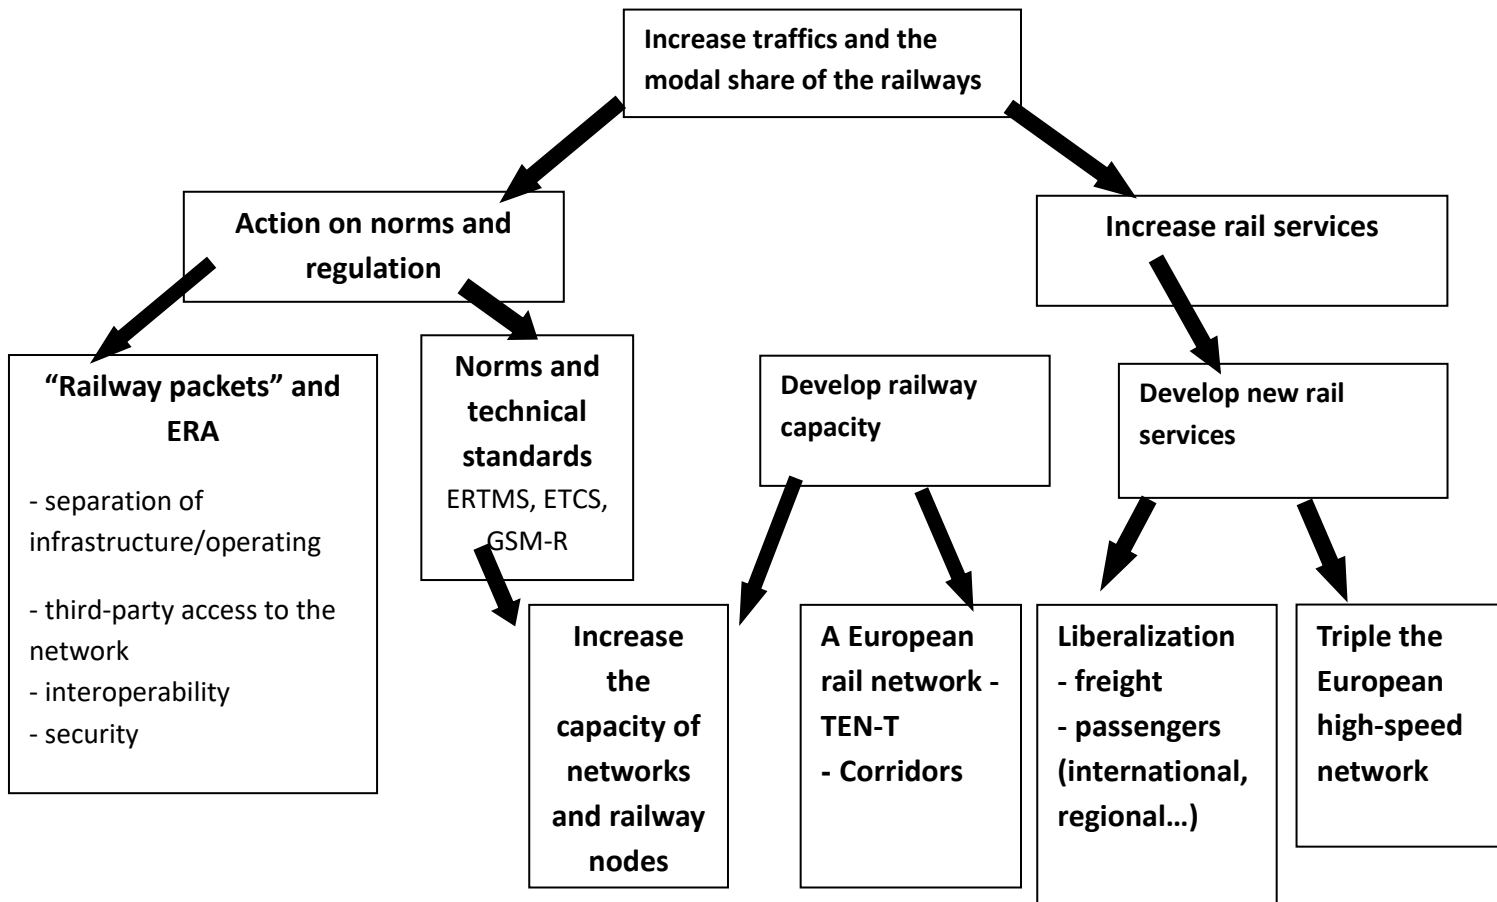 Increase traffics and the
modal share of the railways
Action on norms and
regulation
Increase rail services
“Railway packets” and
ERA
- separation of
infrastructure/operating
- third-party access to the
network
- interoperability
- security
Norms and
technical
standards
ERTMS, ETCS,
GSM-R
Develop railway
capacity
Develop new rail
services
Increase
the
capacity of
networks
and railway
nodes
A European
rail network -
TEN-T
- Corridors
Liberalization
- freight
- passengers
(international,
regional…)
Triple the
European
high-speed
network